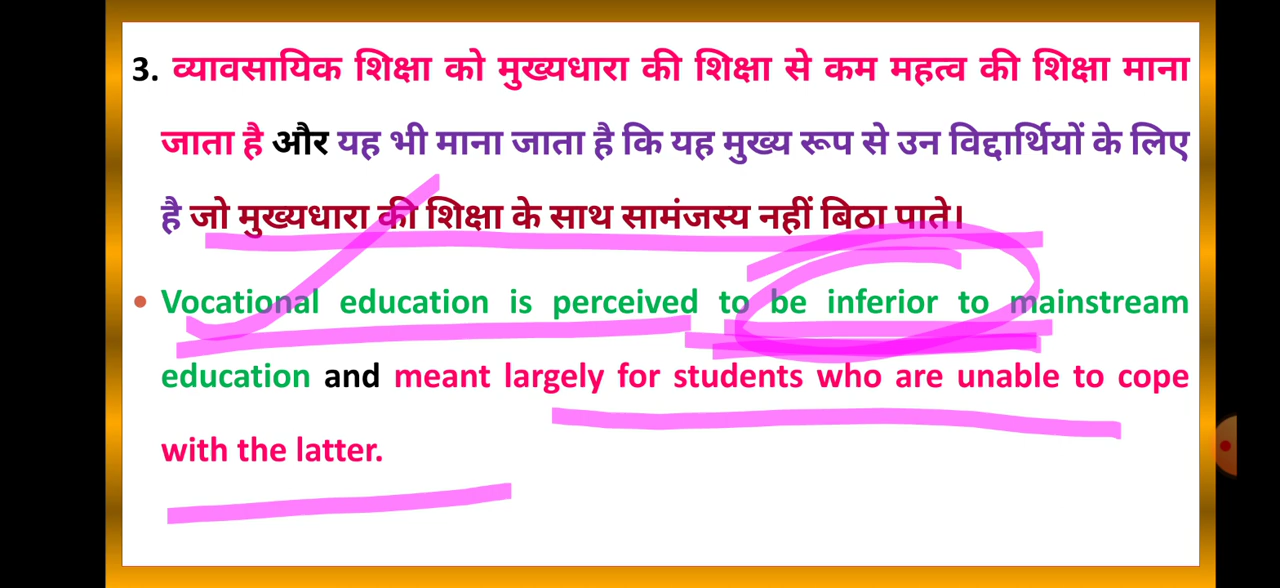 3. व्यावसायिक शिक्षा को मुख्यधारा की शिक्षा से कम महत्व की शिक्षा माना
जाता है और यह भी माना जाता है कि यह मुख्य रूप से उन विद्दार्थियों के लिए
है जो मुख्यधारा की शिक्षा के साथ सामंजस्य नहीं बिठा पाते।
• Vocational education is perceived to be inferior to mainstream
education and meant largely for students who are unable to cope
with the latter.